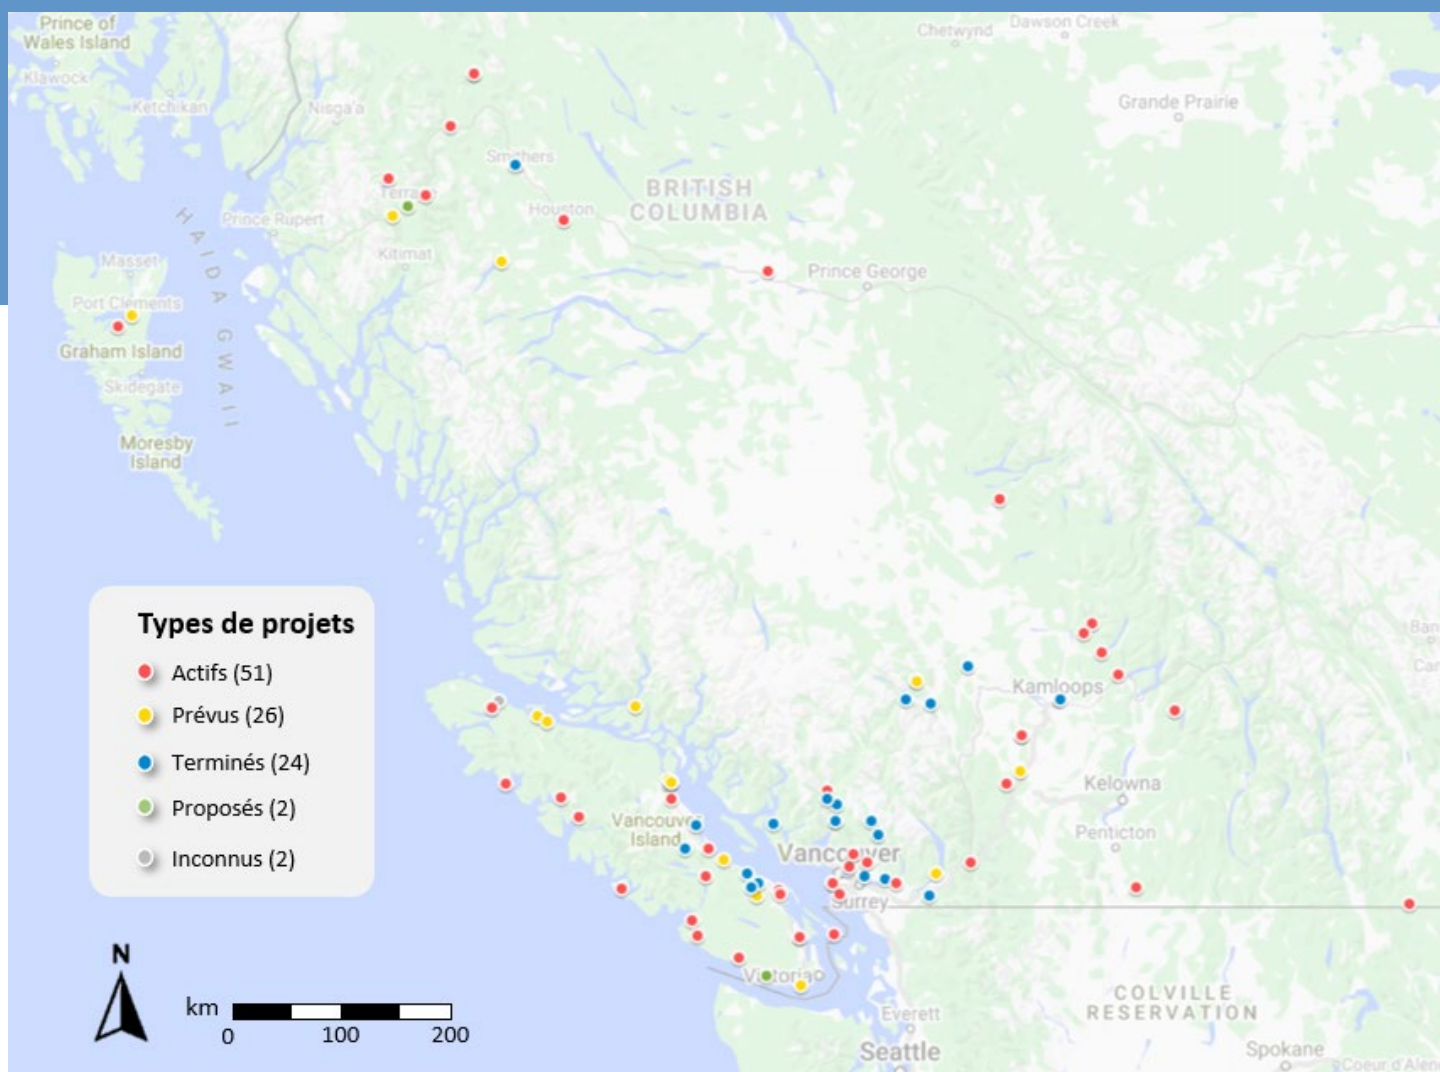 Prince of
Wales Island
Klawock
Ketchikan
Nisga'a
Chetwynd
Dawson Creek
Grande Prairie
Smithers
BRITISH
COLUMBIA
Terrace
Houston
Prince Rupert
Kitimat
Prince George
HAIDA GWAII
Masset
Port Clements
Graham Island
Skidegate
Moresby
Island
Types de projets
Actifs (51)
Prévus (26)
Terminés (24)
Proposés (2)
Inconnus (2)
Kamloops
Kelowna
Penticton
Vancouver
Island
Vancouver
Surrey
Victoria
N
km
0 100 200
COLVILLE
RESERVATION
Everett
Seattle
Spokane